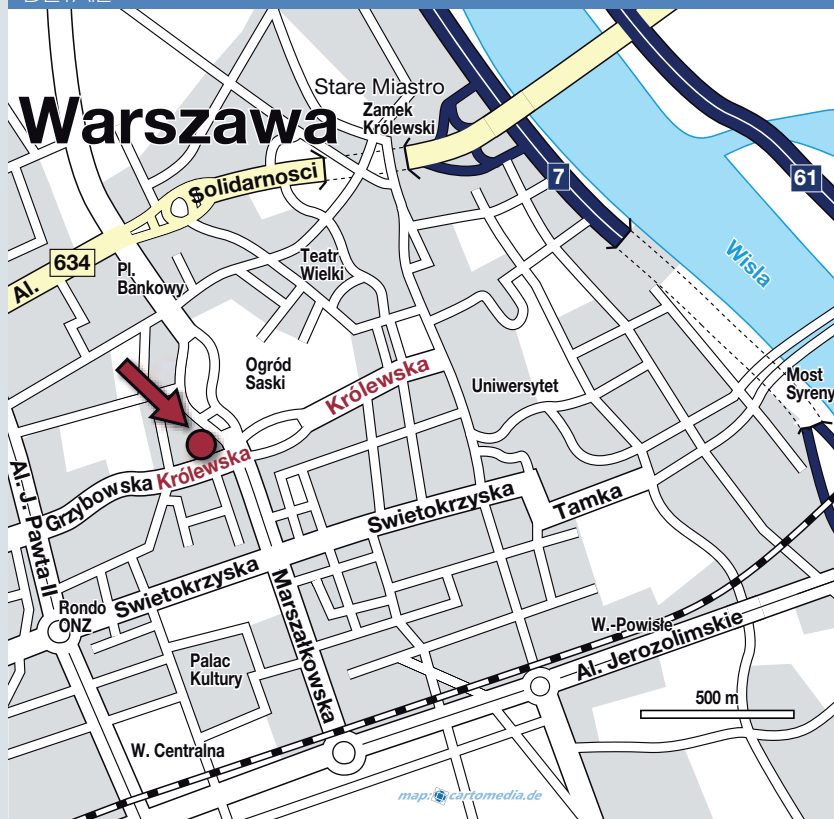 Stare Miastro
Warszawa
Zamek
Królewski
Solidarnosci
7
61
634
Al.
Pl.
Bankowy
Teatr
Wielki
Wisla
Ogród
Saski
Królewska
Uniwersytet
Most
Syreny
Królewska
Grzybowska
Al. J. Pawta II
Swietokrzyska
Tamka
Swietokrzyska
Marszałkowska
Rondo
ONZ
W.-Powisle
Al. Jerozolimskie
Palac
Kultury
500 m
W. Centralna
map: cartomedia.de